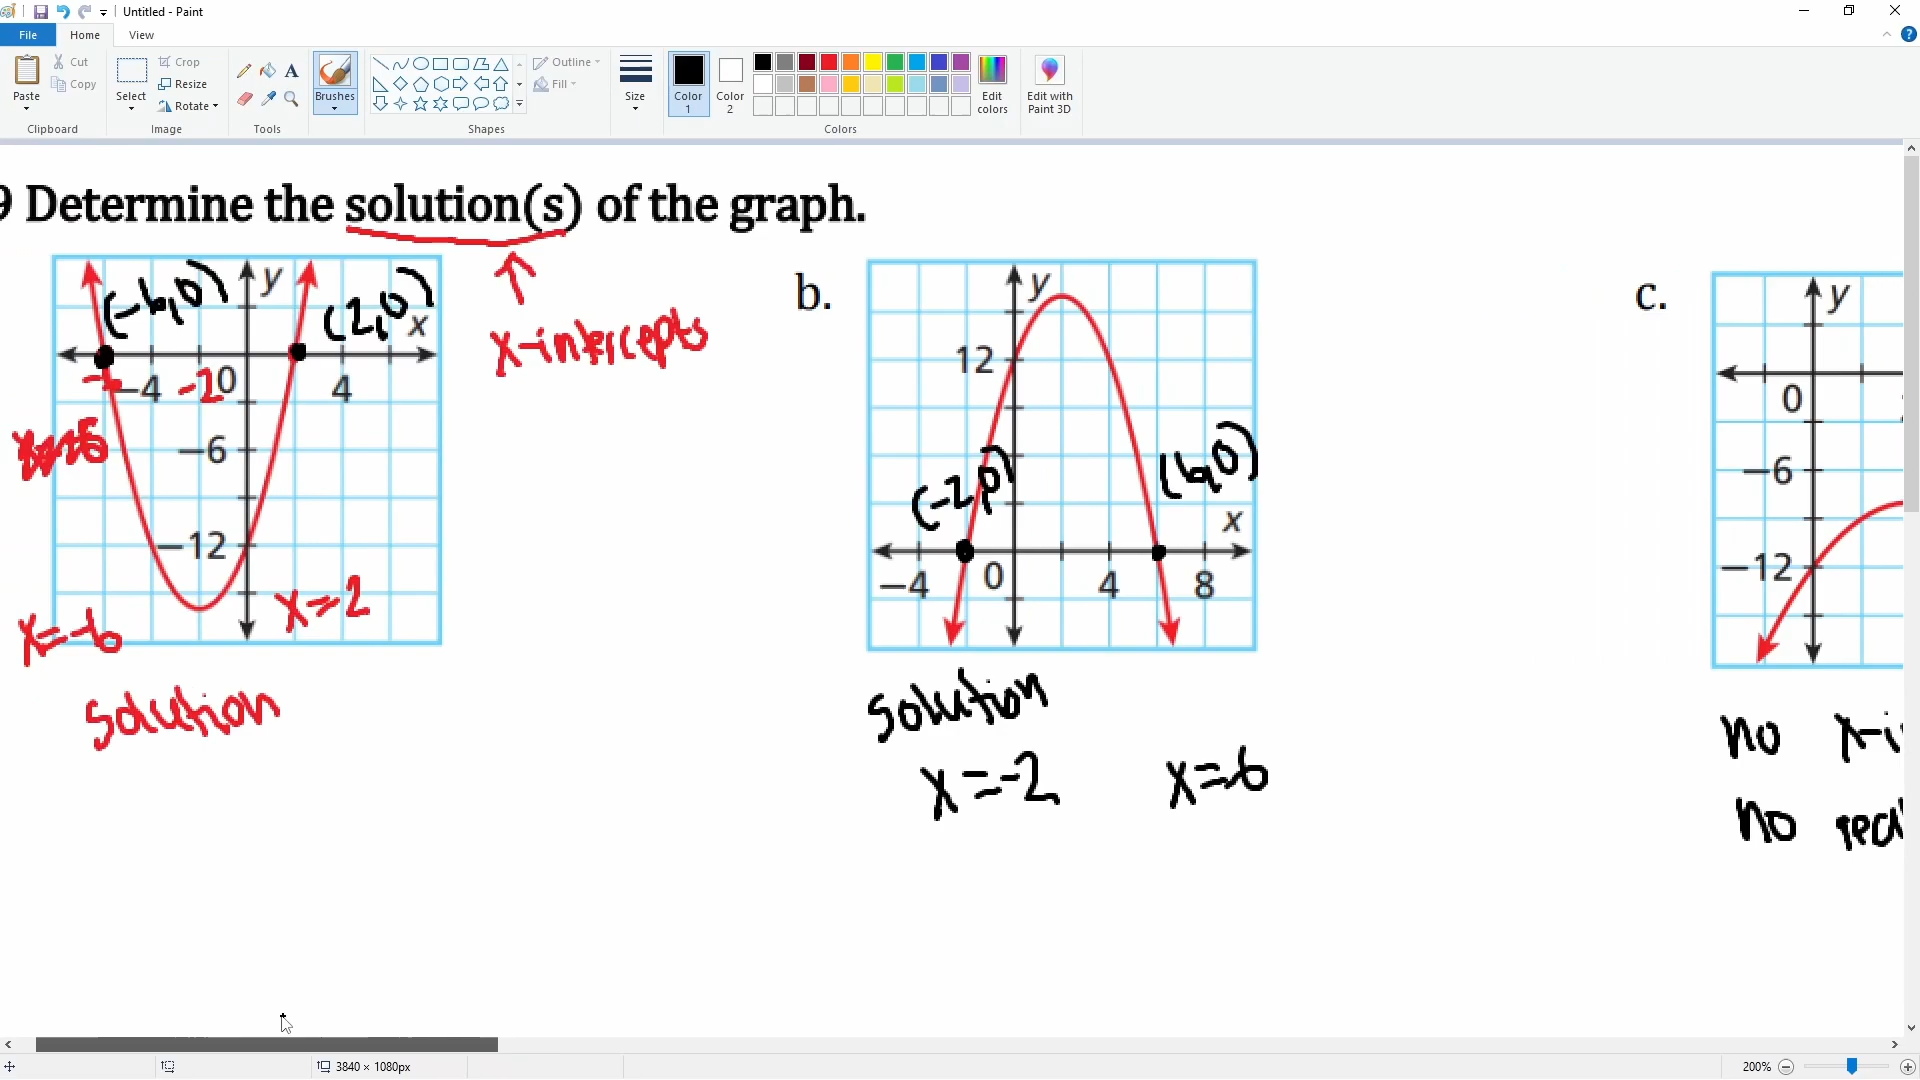 Untitled - Paint
File Home View
Paste
Cut
Copy
Clipboard
Select
Crop
Resize
Rotate
Image
Tools
Brushes
Shapes
Outline
Fill
Size
Color 1
Color 2
Colors
Edit colors
Edit with Paint 3D
9 Determine the solution(s) of the graph.
x-intercepts
(-6,0)
(2,0)
y
x
-4 -2 0 4
-6
-12
x=-6
x=2
solution
b.
y
12
(-2,0)
(6,0)
x
-4 0 4 8
solution
x=-2 x=6
c.
y
0
-6
-12
no x-i
no real
3840 × 1080px
200%